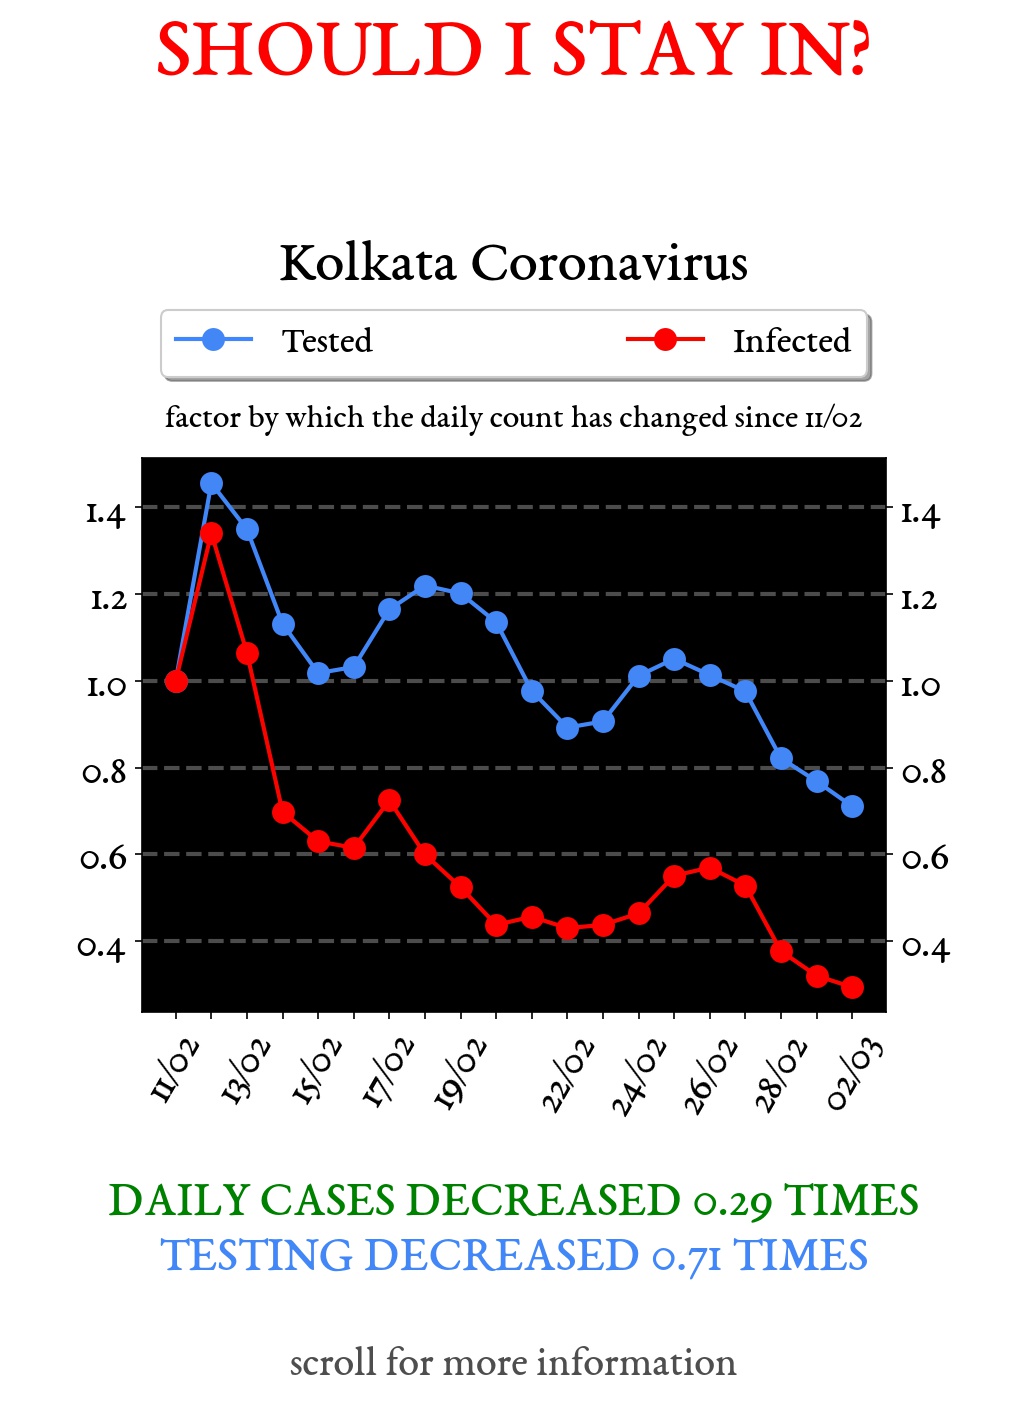 SHOULD I STAY IN?
Kolkata Coronavirus
Tested Infected
factor by which the daily count has changed since 11/02
1.4 1.4
1.2 1.2
1.0 1.0
0.8 0.8
0.6 0.6
0.4 0.4
11/02 13/02 15/02 17/02 19/02 22/02 24/02 26/02 28/02 02/03
DAILY CASES DECREASED 0.29 TIMES
TESTING DECREASED 0.71 TIMES
scroll for more information